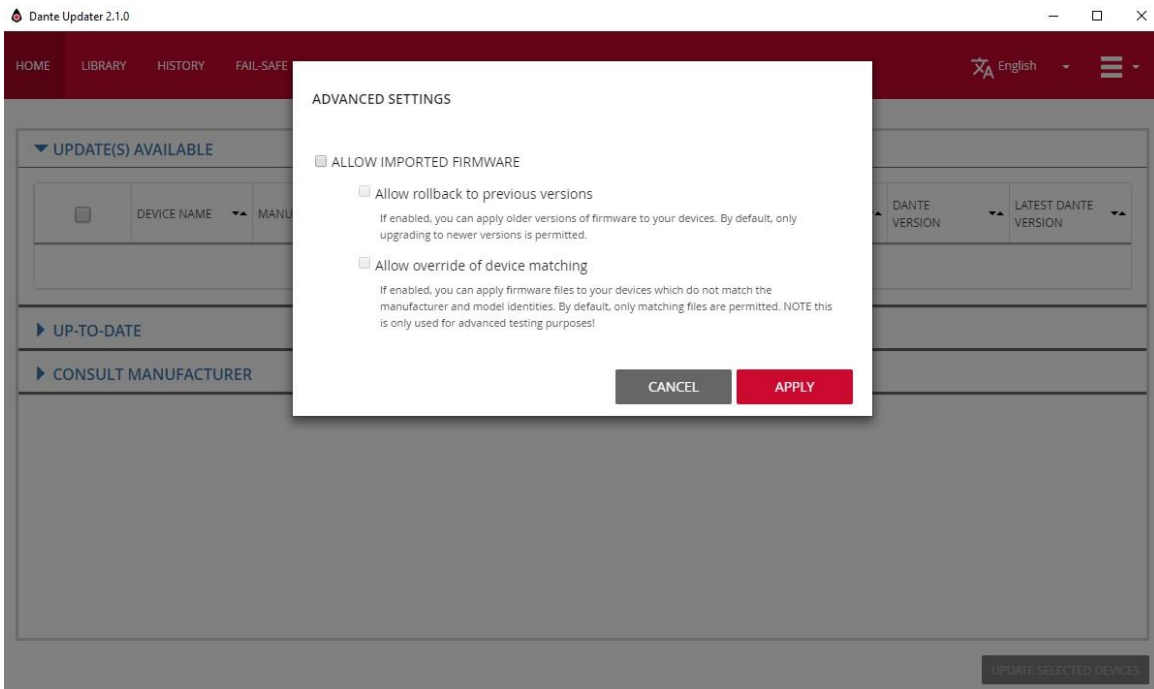 Dante Updater 2.1.0
HOME LIBRARY HISTORY FAIL-SAFE English
ADVANCED SETTINGS
UPDATE(S) AVAILABLE
ALLOW IMPORTED FIRMWARE
Allow rollback to previous versions
If enabled, you can apply older versions of firmware to your devices. By default, only
upgrading to newer versions is permitted.
Allow override of device matching
If enabled, you can apply firmware files to your devices which do not match the
manufacturer and model identities. By default, only matching files are permitted. NOTE this
is only used for advanced testing purposes!
CANCEL APPLY
DEVICE NAME MANU
DANTE
VERSION
LATEST DANTE
VERSION
UP-TO-DATE
CONSULT MANUFACTURER
UPDATE SELECTED DEVICES